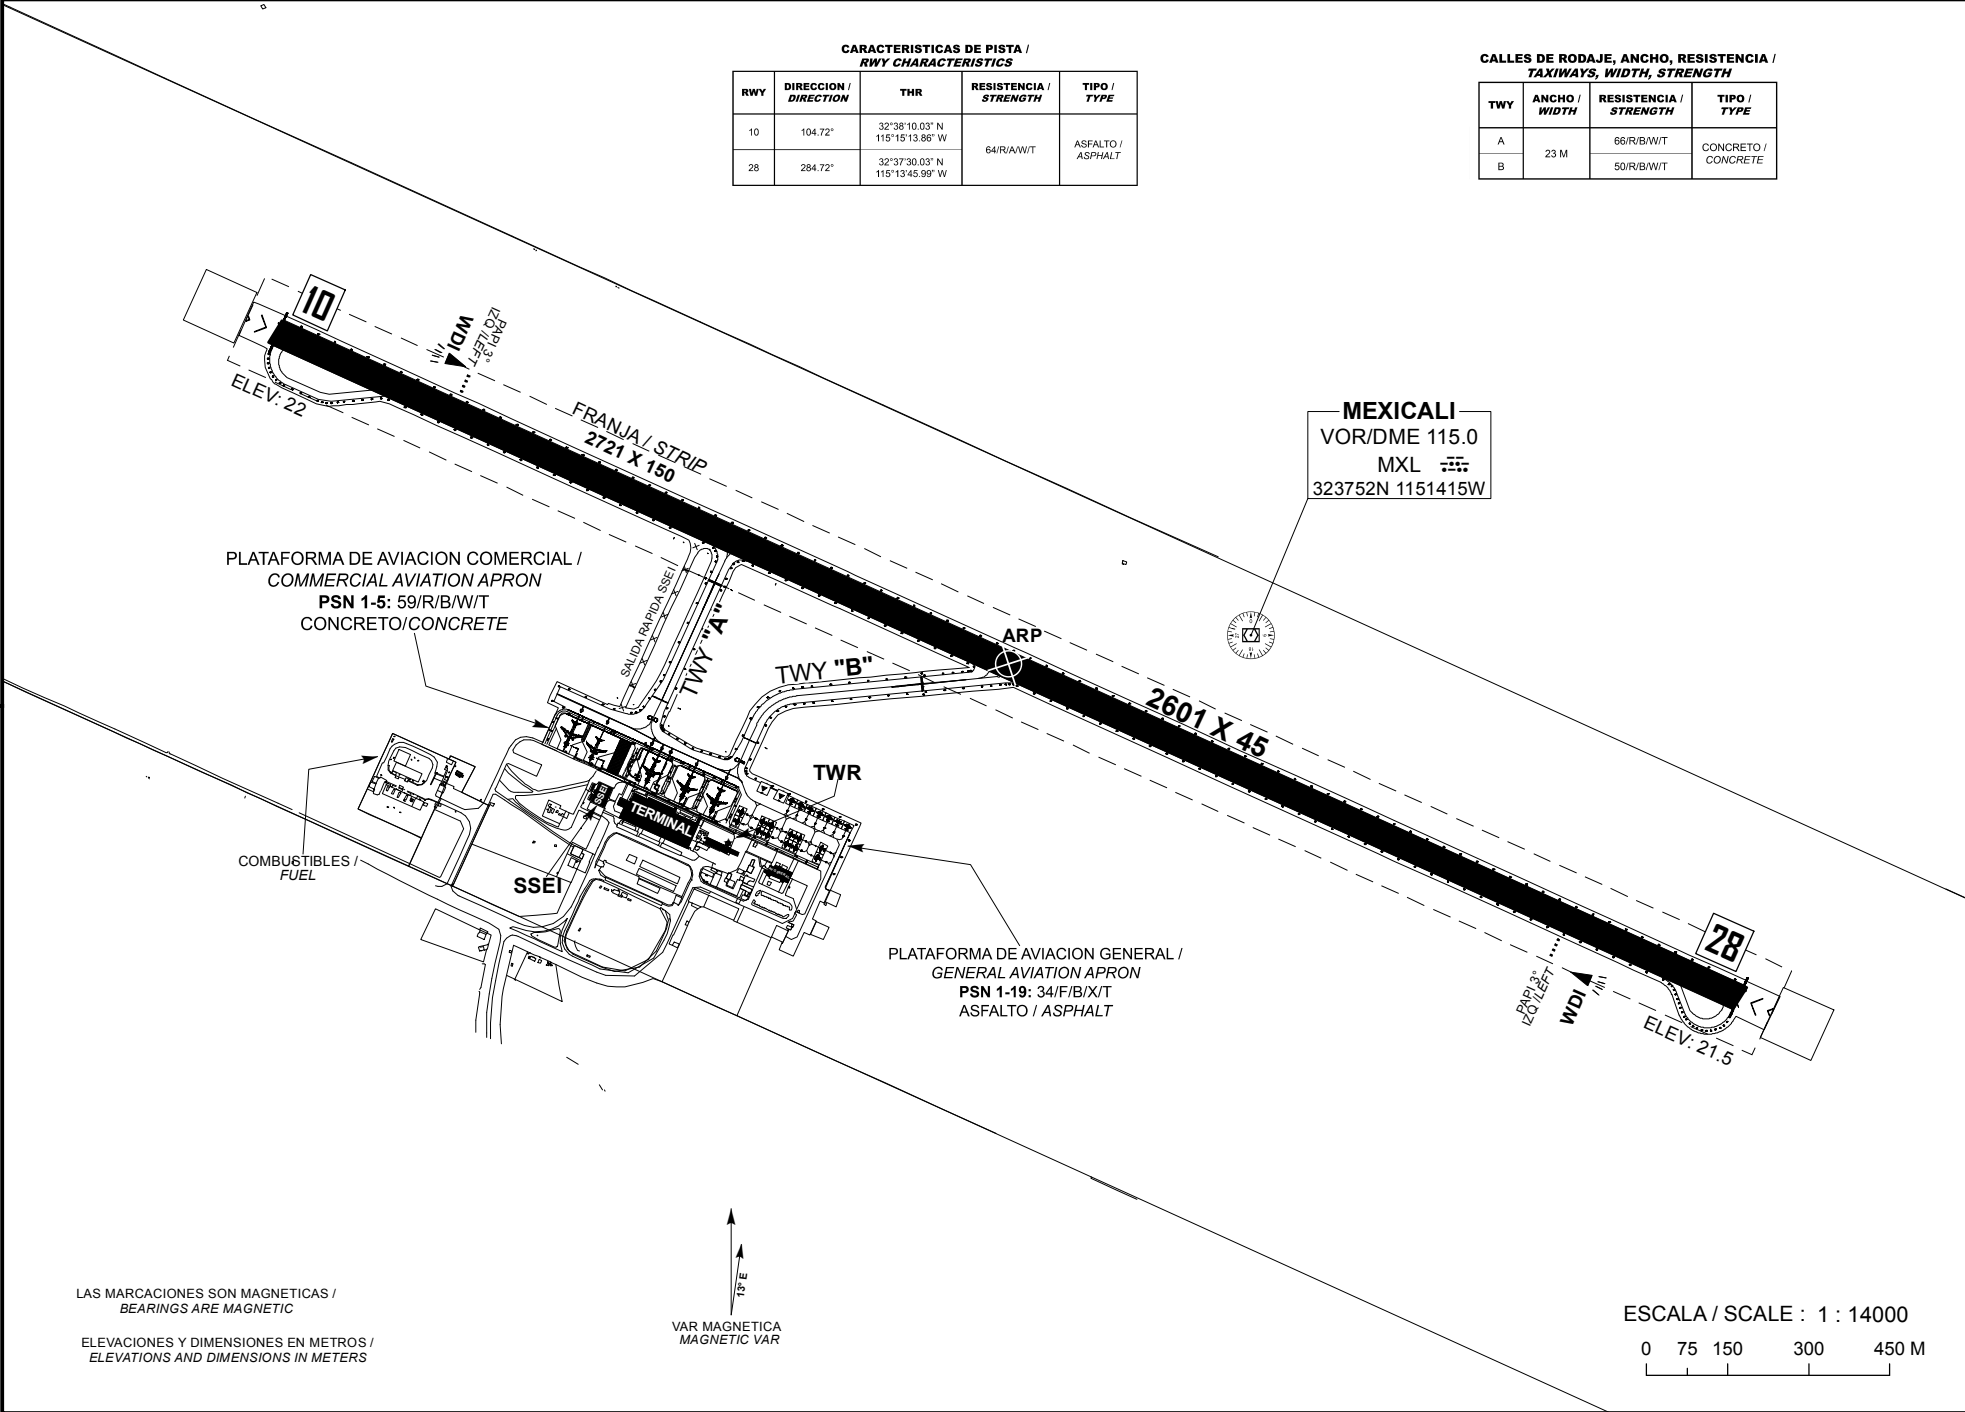 CARACTERISTICAS DE PISTA /
RWY CHARACTERISTICS
RWY
DIRECCION /
DIRECTION
THR
RESISTENCIA /
STRENGTH
TIPO /
TYPE
10
104.72°
32°38'10.03" N
115°15'13.86" W
64/R/A/W/T
ASFALTO /
ASPHALT
28
284.72°
32°37'30.03" N
115°13'45.99" W
CALLES DE RODAJE, ANCHO, RESISTENCIA /
TAXIWAYS, WIDTH, STRENGTH
TWY
ANCHO /
WIDTH
RESISTENCIA /
STRENGTH
TIPO /
TYPE
A
23 M
66/R/B/W/T
CONCRETO /
CONCRETE
B
50/R/B/W/T
10
WDI
PAPI 3°
IZQ /LEFT
ELEV: 22
FRANJA / STRIP
2721 X 150
MEXICALI
VOR/DME 115.0
MXL
323752N 1151415W
PLATAFORMA DE AVIACION COMERCIAL /
COMMERCIAL AVIATION APRON
PSN 1-5: 59/R/B/W/T
CONCRETO/CONCRETE
SALIDA RAPIDA SSEI
TWY "A"
TWY "B"
ARP
2601 X 45
TWR
SSEI
TERMINAL
COMBUSTIBLES /
FUEL
SSEI
PLATAFORMA DE AVIACION GENERAL /
GENERAL AVIATION APRON
PSN 1-19: 34/F/B/X/T
ASFALTO / ASPHALT
28
PAPI 3°
IZQ /LEFT
WDI
ELEV: 21.5
13° E
VAR MAGNETICA
MAGNETIC VAR
LAS MARCACIONES SON MAGNETICAS /
BEARINGS ARE MAGNETIC
ELEVACIONES Y DIMENSIONES EN METROS /
ELEVATIONS AND DIMENSIONS IN METERS
ESCALA / SCALE : 1 : 14000
0 75 150 300 450 M